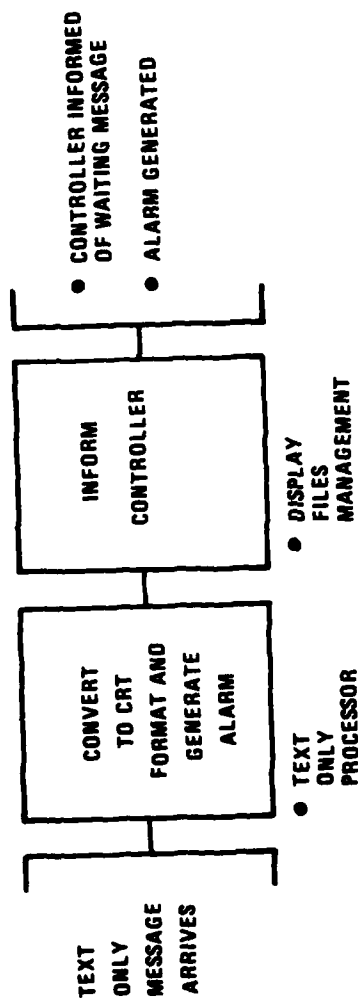 TEXT
ONLY
MESSAGE
ARRIVES
CONVERT
TO CRT
FORMAT AND
GENERATE
ALARM
● TEXT
ONLY
PROCESSOR
INFORM
CONTROLLER
● DISPLAY
FILES
MANAGEMENT
● CONTROLLER INFORMED
OF WAITING MESSAGE
● ALARM GENERATED